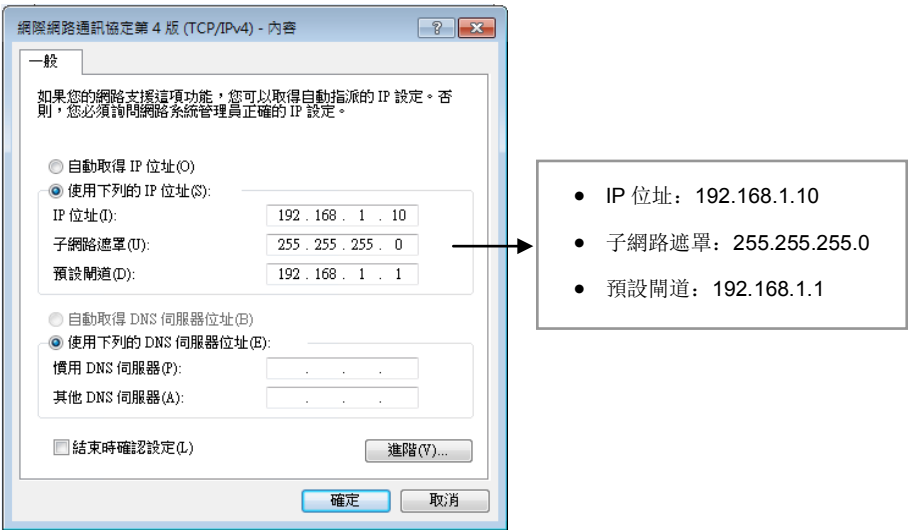 網際網路通訊協定第 4 版 (TCP/IPv4) - 內容
一般
如果您的網路支援這項功能，您可以取得自動指派的 IP 設定。否
則，您必須詢問網路系統管理員正確的 IP 設定。
自動取得 IP 位址(O)
使用下列的 IP 位址(S):
IP 位址(I): 192 . 168 . 1 . 10
子網路遮罩(U): 255 . 255 . 255 . 0
預設閘道(D): 192 . 168 . 1 . 1
自動取得 DNS 伺服器位址(B)
使用下列的 DNS 伺服器位址(E):
慣用 DNS 伺服器(P): . . .
其他 DNS 伺服器(A): . . .
結束時確認設定(L)
進階(V)...
確定 取消
• IP 位址：192.168.1.10
• 子網路遮罩：255.255.255.0
• 預設閘道：192.168.1.1